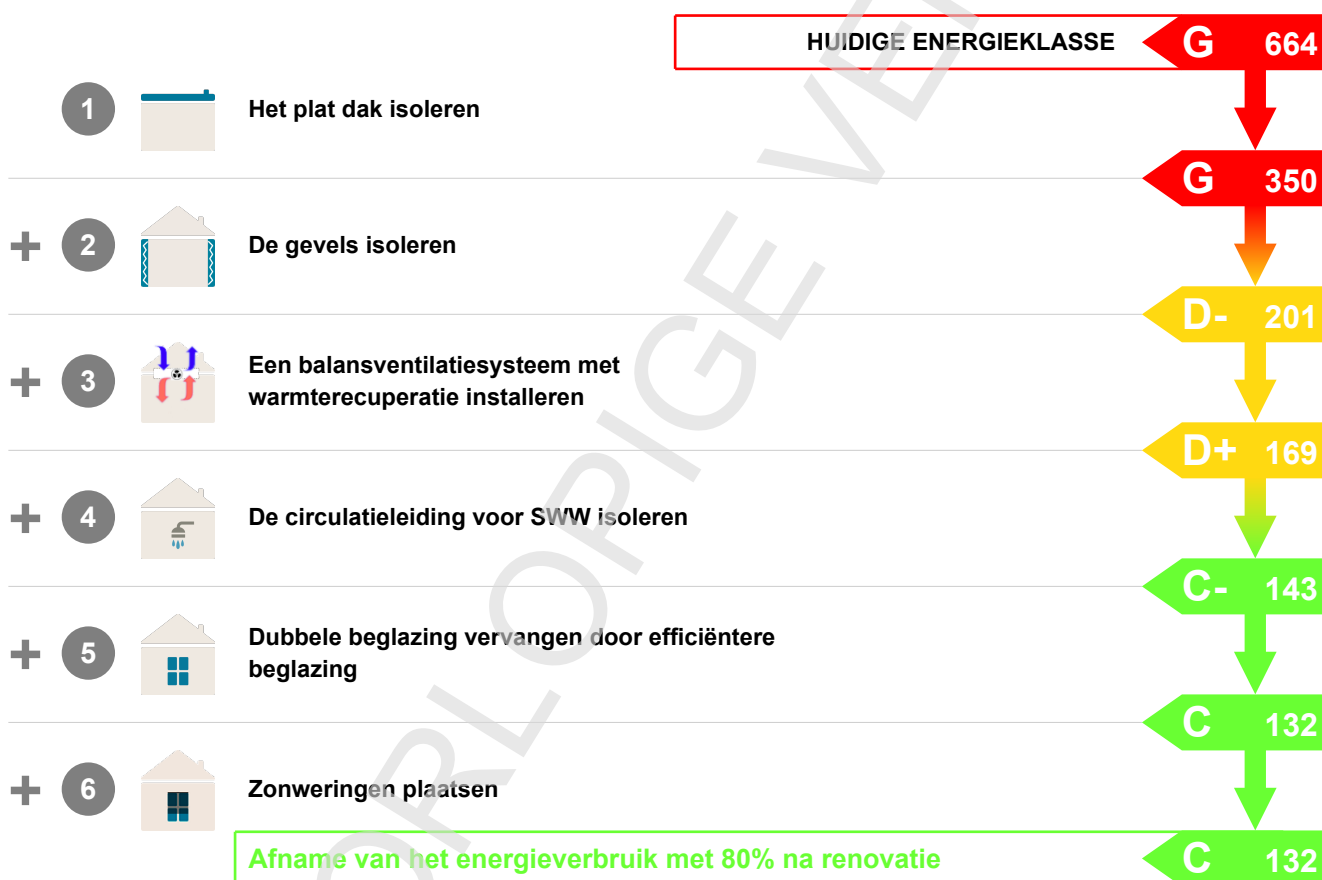 HUIDIGE ENERGIEKLASSE G 664
1 Het plat dak isoleren
G 350
+ 2 De gevels isoleren
D- 201
+ 3 Een balansventilatiesysteem met
warmterecuperatie installeren
D+ 169
+ 4 De circulatieleiding voor SWW isoleren
C- 143
+ 5 Dubbele beglazing vervangen door efficiëntere
beglazing
C 132
+ 6 Zonweringen plaatsen
Afname van het energieverbruik met 80% na renovatie C 132